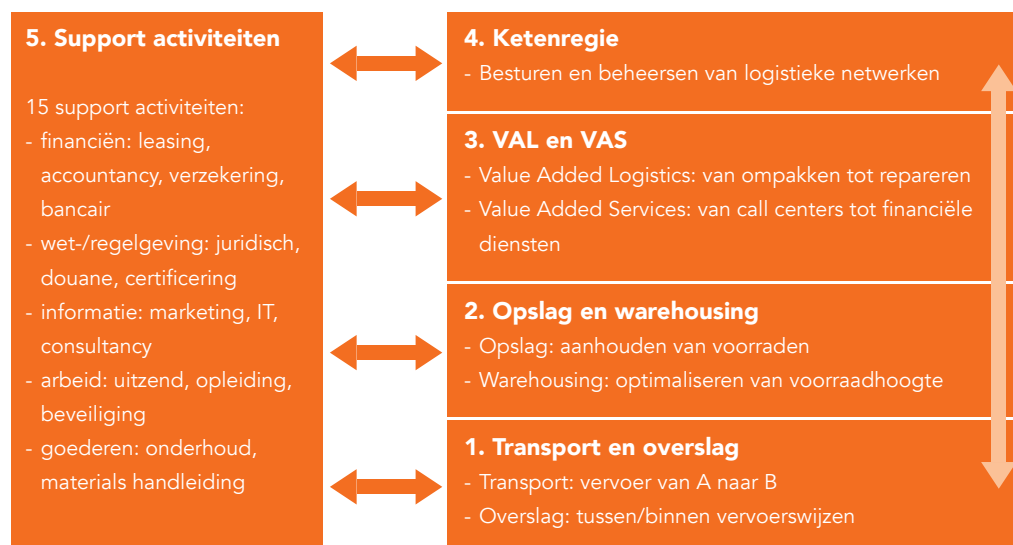 5. Support activiteiten
15 support activiteiten:
- financiën: leasing,
accountancy, verzekering,
bancair
- wet-/regelgeving: juridisch,
douane, certificering
- informatie: marketing, IT,
consultancy
- arbeid: uitzend, opleiding,
beveiliging
- goederen: onderhoud,
materials handleiding
4. Ketenregie
- Besturen en beheersen van logistieke netwerken
3. VAL en VAS
- Value Added Logistics: van ompakken tot repareren
- Value Added Services: van call centers tot financiële
diensten
2. Opslag en warehousing
- Opslag: aanhouden van voorraden
- Warehousing: optimaliseren van voorraadhoogte
1. Transport en overslag
- Transport: vervoer van A naar B
- Overslag: tussen/binnen vervoerswijzen